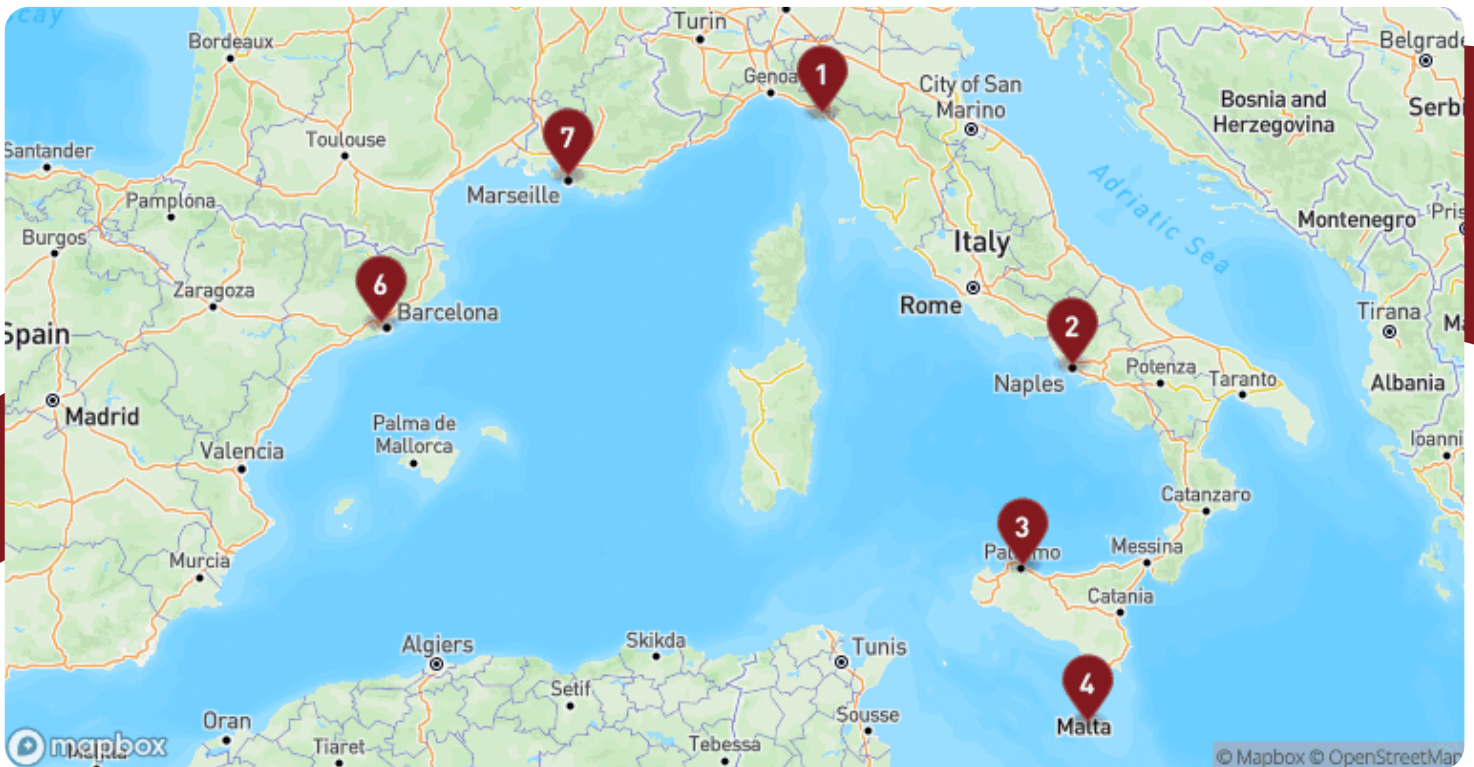 cay
Bordeaux
Turin
Belgrade
Genoa
1
City of San
Marino
Bosnia and
Herzegovina
Serbi
Santander
Toulouse
7
Marseille
Adriatic Sea
Pamplona
Burgos
Montenegro
Pris
Italy
Zaragoza
6
Barcelona
Rome
Tirana
Spain
2
Naples
Potenza
Taranto
Albania
Madrid
Palma de
Mallorca
Valencia
Ioanni
Catanzaro
3
Murcia
Messina
Catania
Algiers
Skikda
Tunis
Setif
4
Malta
Oran
Sousse
Tiaret
Tebessa
mapbox
© Mapbox © OpenStreetMap